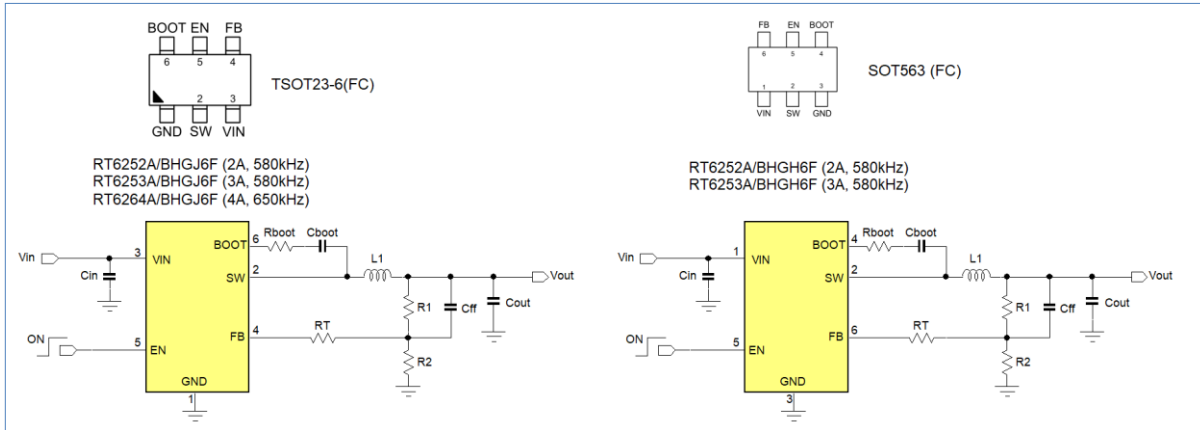 BOOT EN FB
6 5 4
2 3
GND SW VIN
TSOT23-6(FC)
RT6252A/BHGJ6F (2A, 580kHz)
RT6253A/BHGJ6F (3A, 580kHz)
RT6264A/BHGJ6F (4A, 650kHz)
Vin
Cin
3
VIN
BOOT
6
Rboot
Cboot
SW
2
L1
Vout
R1
Cff
Cout
FB
4
RT
R2
ON
5
EN
GND
1
FB EN BOOT
6 5 4
1 2 3
VIN SW GND
SOT563 (FC)
RT6252A/BHGH6F (2A, 580kHz)
RT6253A/BHGH6F (3A, 580kHz)
Vin
Cin
1
VIN
BOOT
4
Rboot
Cboot
SW
2
L1
Vout
R1
Cff
Cout
FB
6
RT
R2
ON
5
EN
GND
3